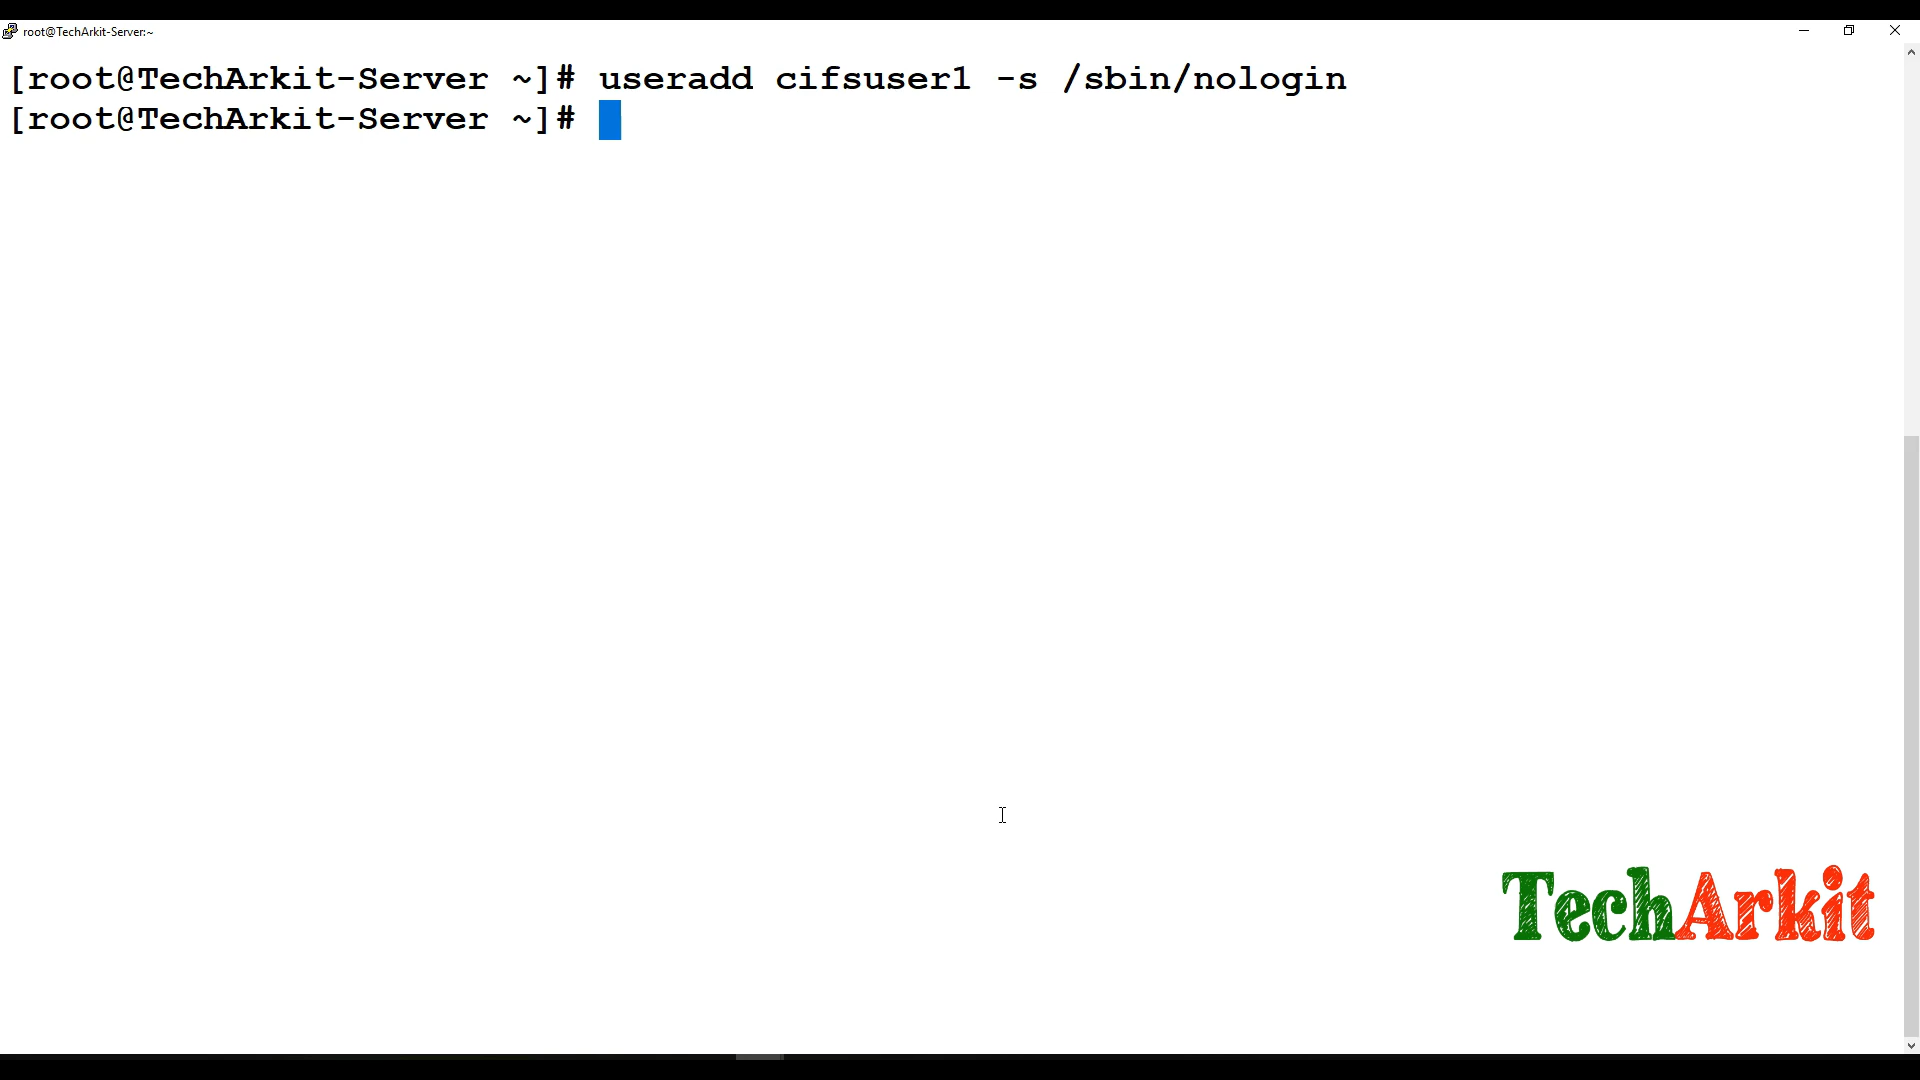 root@TechArkit-Server:~
[root@TechArkit-Server ~]# useradd cifsuser1 -s /sbin/nologin
[root@TechArkit-Server ~]#
TechArkit